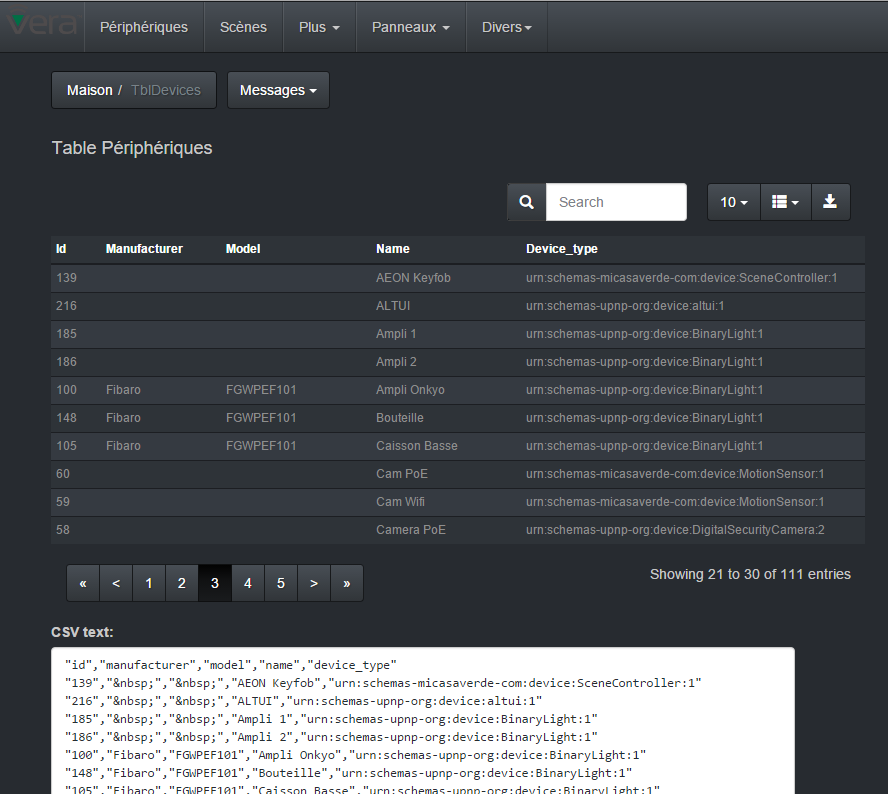 vera Périphériques Scènes Plus Panneaux Divers
Maison / TblDevices Messages
Table Périphériques
Search 10
Id Manufacturer Model Name Device_type
139 AEON Keyfob urn:schemas-micasaverde-com:device:SceneController:1
216 ALTUI urn:schemas-upnp-org:device:altui:1
185 Ampli 1 urn:schemas-upnp-org:device:BinaryLight:1
186 Ampli 2 urn:schemas-upnp-org:device:BinaryLight:1
100 Fibaro FGWPEF101 Ampli Onkyo urn:schemas-upnp-org:device:BinaryLight:1
148 Fibaro FGWPEF101 Bouteille urn:schemas-upnp-org:device:BinaryLight:1
105 Fibaro FGWPEF101 Caisson Basse urn:schemas-upnp-org:device:BinaryLight:1
60 Cam PoE urn:schemas-micasaverde-com:device:MotionSensor:1
59 Cam Wifi urn:schemas-micasaverde-com:device:MotionSensor:1
58 Camera PoE urn:schemas-upnp-org:device:DigitalSecurityCamera:2
« < 1 2 3 4 5 > » Showing 21 to 30 of 111 entries
CSV text:
"id","manufacturer","model","name","device_type"
"139","&nbsp;","&nbsp;","AEON Keyfob","urn:schemas-micasaverde-com:device:SceneController:1"
"216","&nbsp;","&nbsp;","ALTUI","urn:schemas-upnp-org:device:altui:1"
"185","&nbsp;","&nbsp;","Ampli 1","urn:schemas-upnp-org:device:BinaryLight:1"
"186","&nbsp;","&nbsp;","Ampli 2","urn:schemas-upnp-org:device:BinaryLight:1"
"100","Fibaro","FGWPEF101","Ampli Onkyo","urn:schemas-upnp-org:device:BinaryLight:1"
"148","Fibaro","FGWPEF101","Bouteille","urn:schemas-upnp-org:device:BinaryLight:1"
"105","Fibaro","FGWPEF101","Caisson Basse","urn:schemas-upnp-org:device:BinaryLight:1"